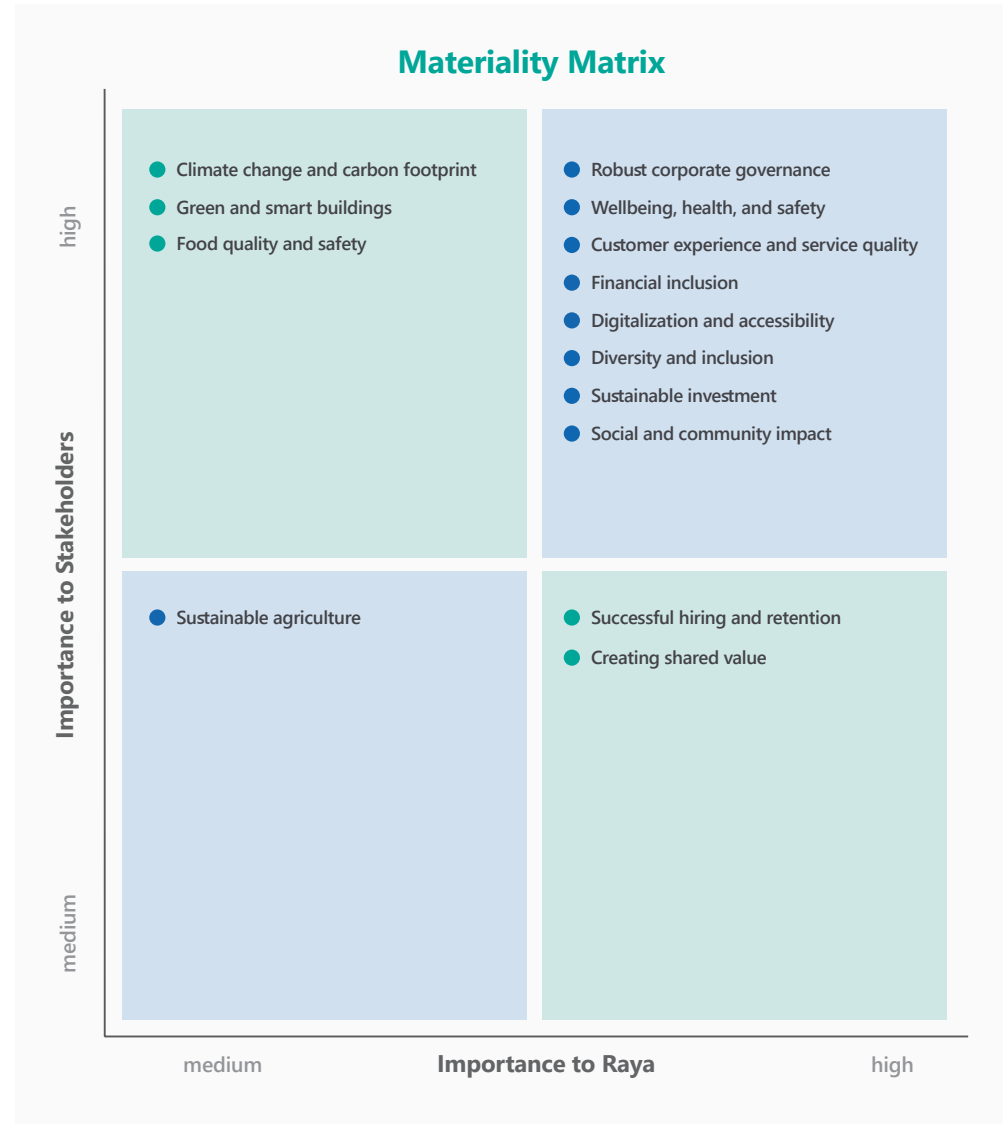 Materiality Matrix
high
Importance to Stakeholders
medium
Climate change and carbon footprint
Green and smart buildings
Food quality and safety
Robust corporate governance
Wellbeing, health, and safety
Customer experience and service quality
Financial inclusion
Digitalization and accessibility
Diversity and inclusion
Sustainable investment
Social and community impact
Sustainable agriculture
Successful hiring and retention
Creating shared value
medium
Importance to Raya
high